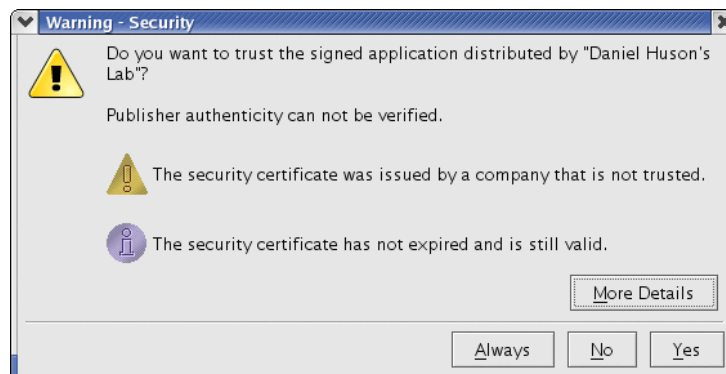 Warning - Security
Do you want to trust the signed application distributed by "Daniel Huson's
Lab"?
Publisher authenticity can not be verified.
The security certificate was issued by a company that is not trusted.
The security certificate has not expired and is still valid.
More Details
Always No Yes